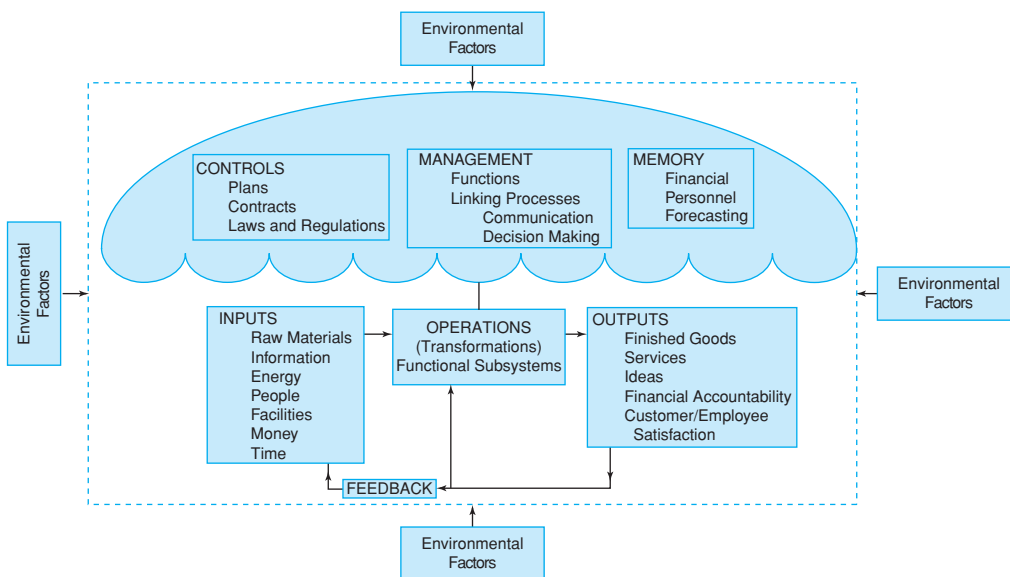 Environmental
Factors
CONTROLS
Plans
Contracts
Laws and Regulations
MANAGEMENT
Functions
Linking Processes
Communication
Decision Making
MEMORY
Financial
Personnel
Forecasting
Environmental
Factors
Environmental
Factors
INPUTS
Raw Materials
Information
Energy
People
Facilities
Money
Time
OPERATIONS
(Transformations)
Functional Subsystems
OUTPUTS
Finished Goods
Services
Ideas
Financial Accountability
Customer/Employee
Satisfaction
FEEDBACK
Environmental
Factors